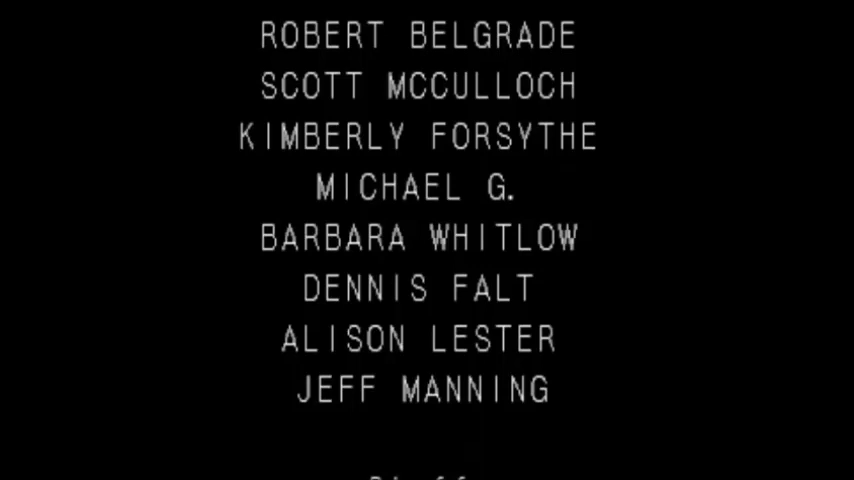 ROBERT BELGRADE
SCOTT MCCULLOCH
KIMBERLY FORSYTHE
MICHAEL G.
BARBARA WHITLOW
DENNIS FALT
ALISON LESTER
JEFF MANNING